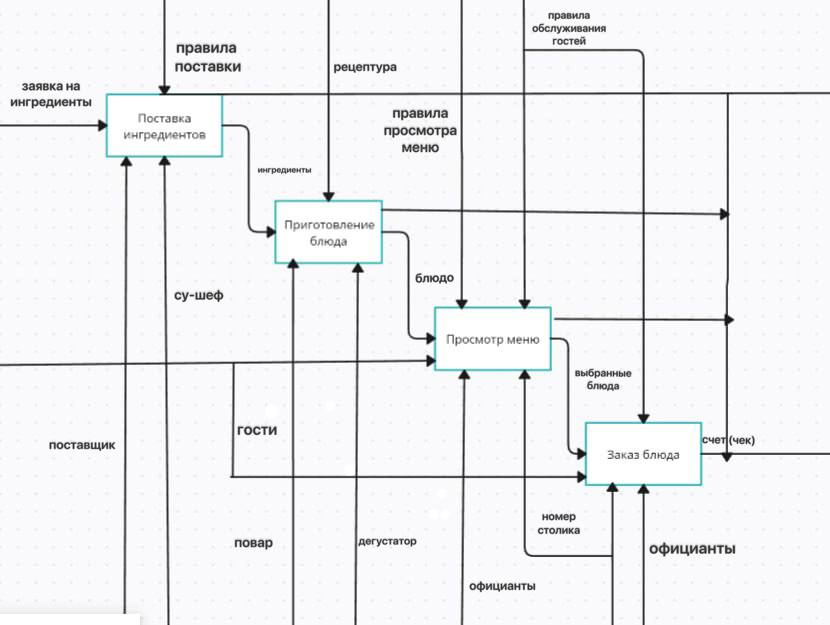 правила
обслуживания
гостей
правила
поставки
рецептура
заявка на
ингредиенты
Поставка
ингредиентов
правила
просмотра
меню
ингредиенты
Приготовление
блюда
блюдо
су-шеф
Просмотр меню
выбранные
блюда
гости
поставщик
счет (чек)
Заказ блюда
номер
столика
повар
дегустатор
официанты
официанты